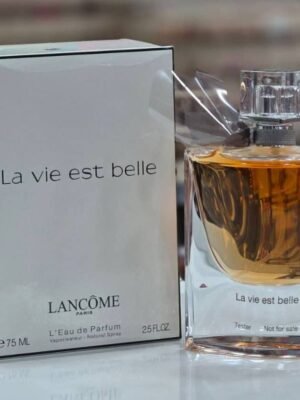 La vie est belle
LANCÔME
PARIS
L'Eau de Parfum
Vaporisateur - Natural Spray
℮ 75 ML
2.5 FL.OZ.
La vie est belle
Tester Not for sale